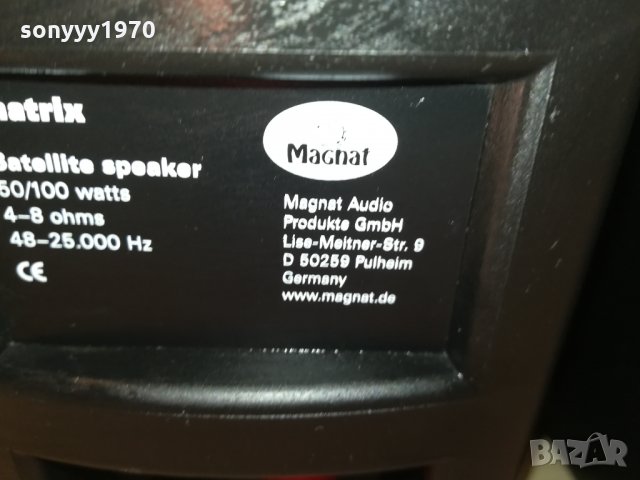 sonyyy1970
matrix
Satellite speaker
50/100 watts
4-8 ohms
48-25.000 Hz
CE
Magnat
Magnat Audio
Produkte GmbH
Lise-Meitner-Str. 9
D 50259 Pulheim
Germany
www.magnat.de
BAZAR